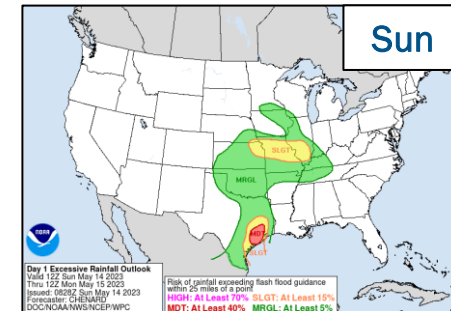 Sun
SLGT
MRGL
MDT
SLGT
NOAA
Day 1 Excessive Rainfall Outlook
Valid 12Z Sun May 14 2023
Thru 12Z Mon May 15 2023
Issued: 0828Z Sun May 14 2023
Forecaster: CHENARD
DOC/NOAA/NWS/NCEP/WPC
Risk of rainfall exceeding flash flood guidance
within 25 miles of a point
HIGH: At Least 70% SLGT: At Least 15%
MDT: At Least 40% MRGL: At Least 5%